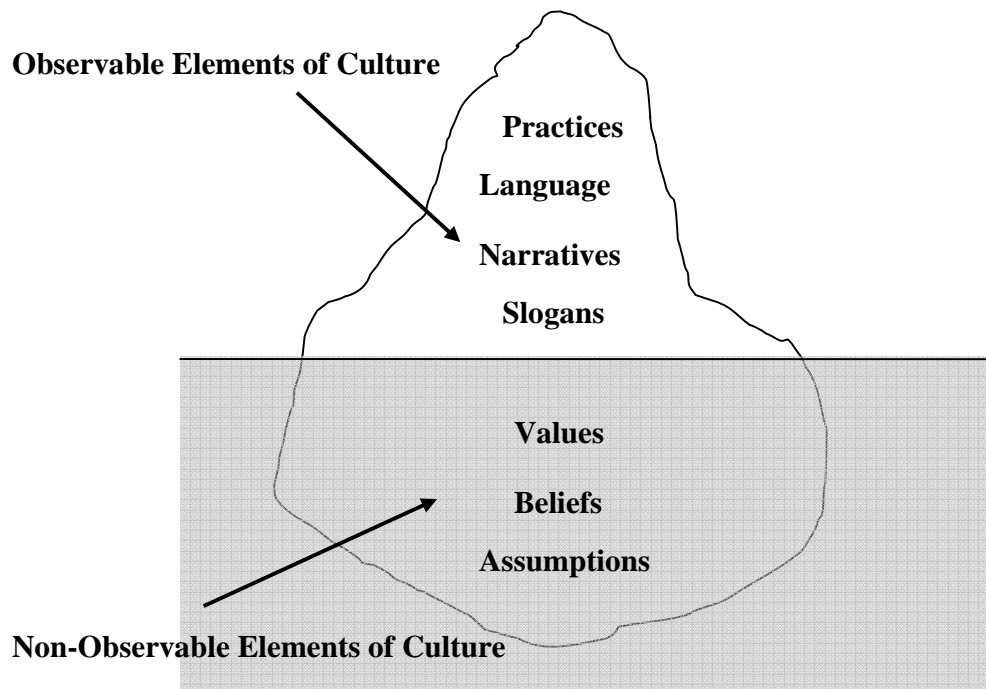 Observable Elements of Culture
Practices
Language
Narratives
Slogans
Values
Beliefs
Assumptions
Non-Observable Elements of Culture